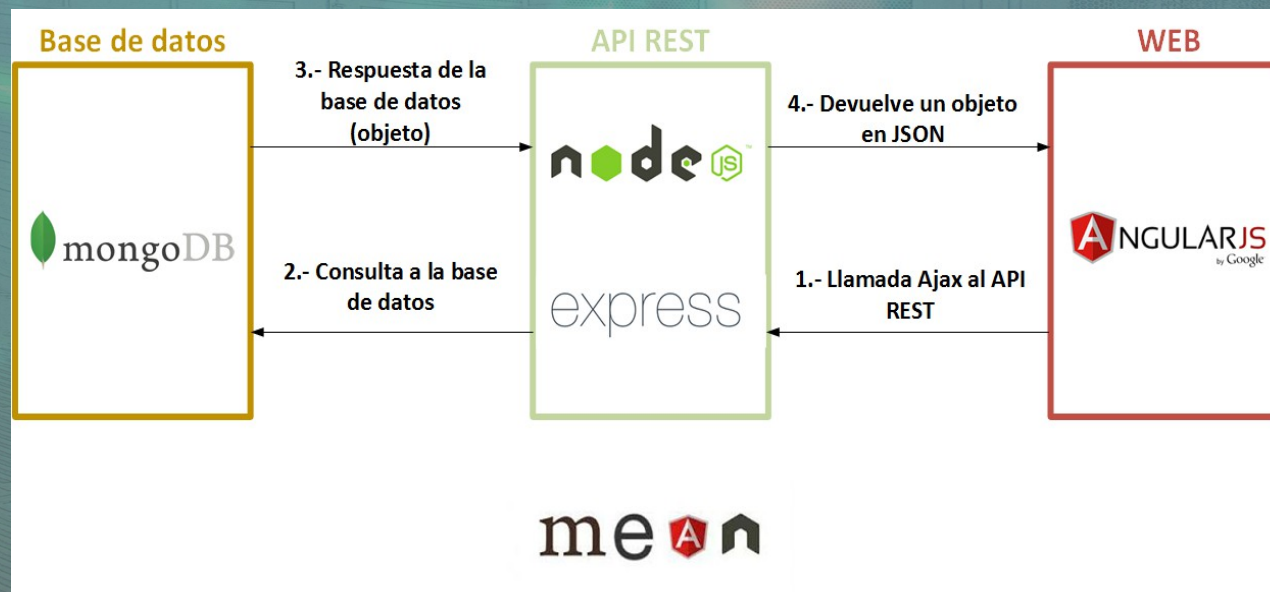 Base de datos
API REST
WEB
3.- Respuesta de la
base de datos
(objeto)
4.- Devuelve un objeto
en JSON
node JS
™
mongoDB
ANGULARJS
by Google
2.- Consulta a la base
de datos
express
1.- Llamada Ajax al API
REST
mean